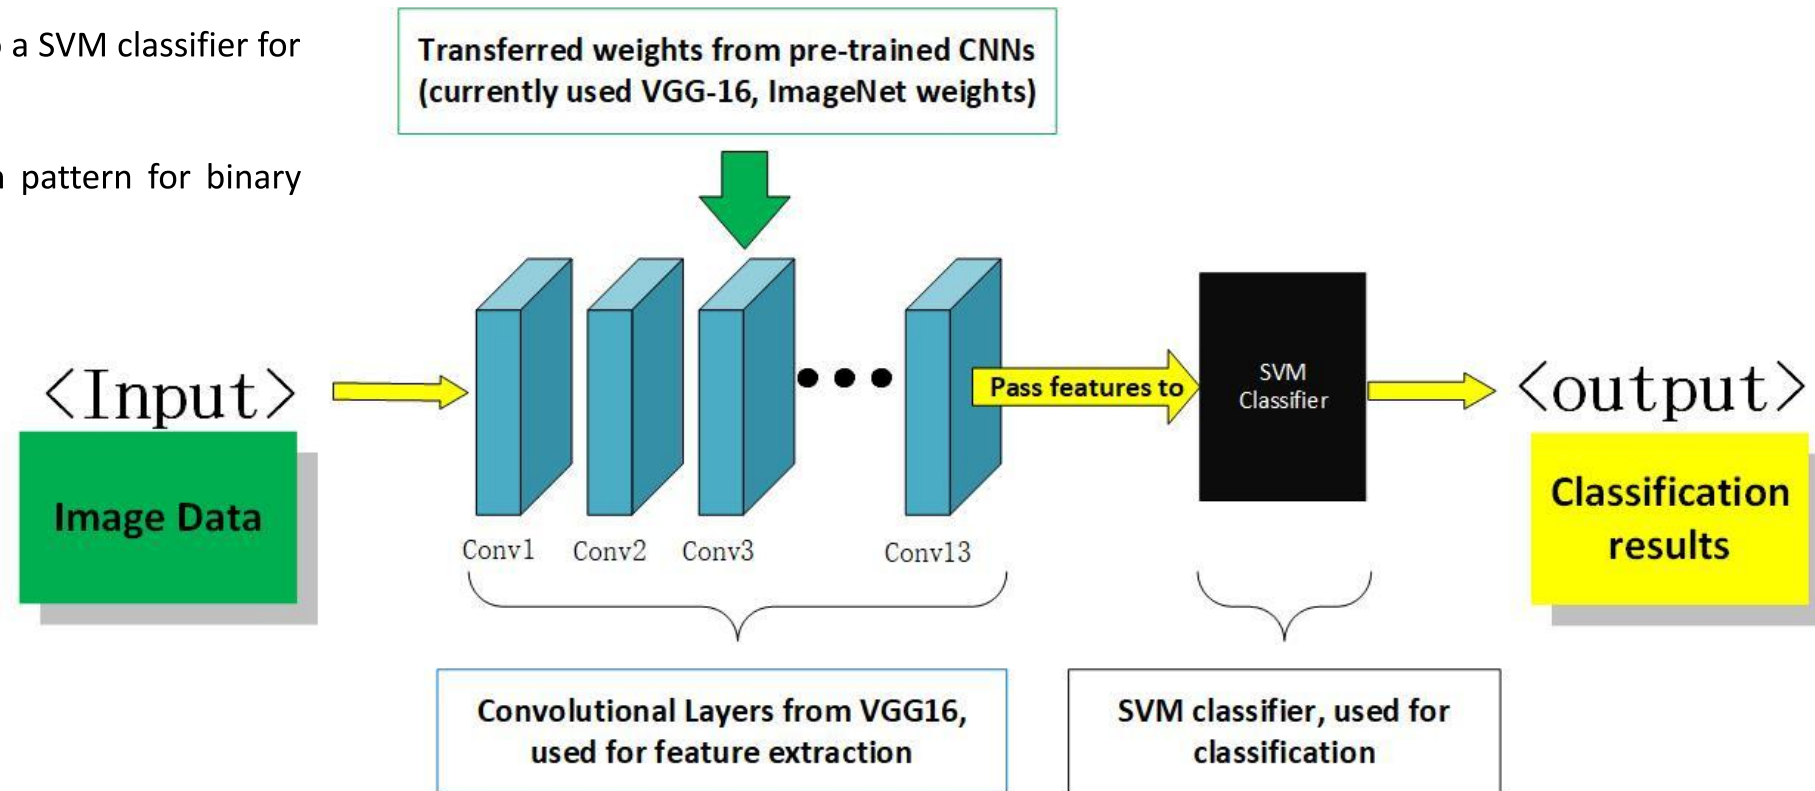 a SVM classifier for
pattern for binary
Transferred weights from pre-trained CNNs
(currently used VGG-16, ImageNet weights)
<Input>
Image Data
Conv1
Conv2
Conv3
Conv13
Pass features to
SVM
Classifier
<output>
Classification
results
Convolutional Layers from VGG16,
used for feature extraction
SVM classifier, used for
classification